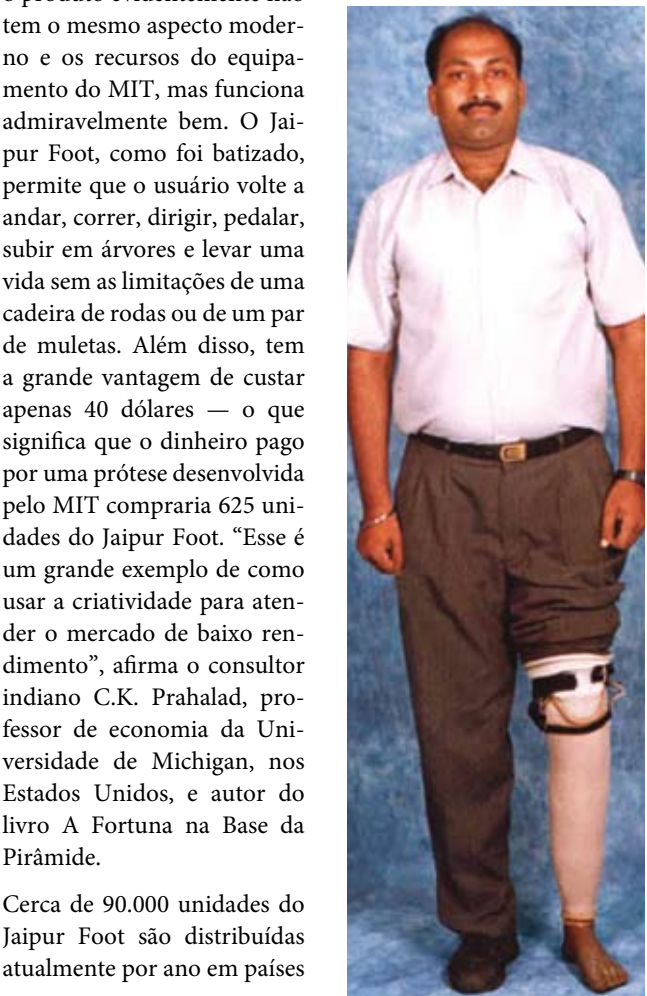 o produto evidentemente não
tem o mesmo aspecto moder-
no e os recursos do equipa-
mento do MIT, mas funciona
admiravelmente bem. O Jai-
pur Foot, como foi batizado,
permite que o usuário volte a
andar, correr, dirigir, pedalar,
subir em árvores e levar uma
vida sem as limitações de uma
cadeira de rodas ou de um par
de muletas. Além disso, tem
a grande vantagem de custar
apenas 40 dólares — o que
significa que o dinheiro pago
por uma prótese desenvolvida
pelo MIT compraria 625 uni-
dades do Jaipur Foot. “Esse é
um grande exemplo de como
usar a criatividade para aten-
der o mercado de baixo ren-
dimento”, afirma o consultor
indiano C.K. Prahalad, pro-
fessor de economia da Uni-
versidade de Michigan, nos
Estados Unidos, e autor do
livro A Fortuna na Base da
Pirâmide.
Cerca de 90.000 unidades do
Jaipur Foot são distribuídas
atualmente por ano em países